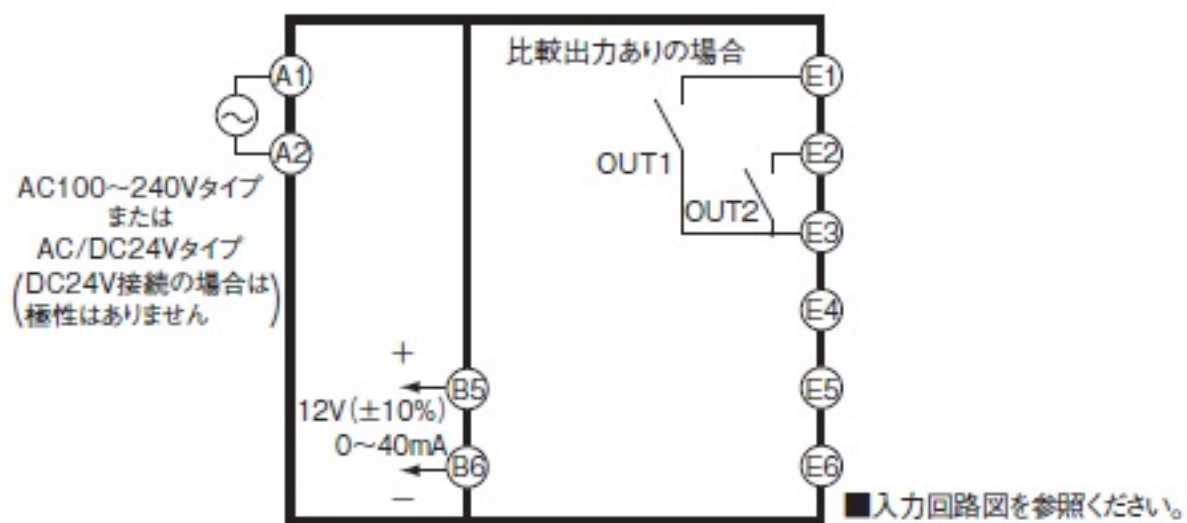 比較出力ありの場合
A1
A2
AC100～240Vタイプ
または
AC/DC24Vタイプ
(DC24V接続の場合は
極性はありません)
OUT1
OUT2
E1
E2
E3
E4
E5
E6
+
B5
12V(±10%)
0～40mA
B6
−
■入力回路図を参照ください。